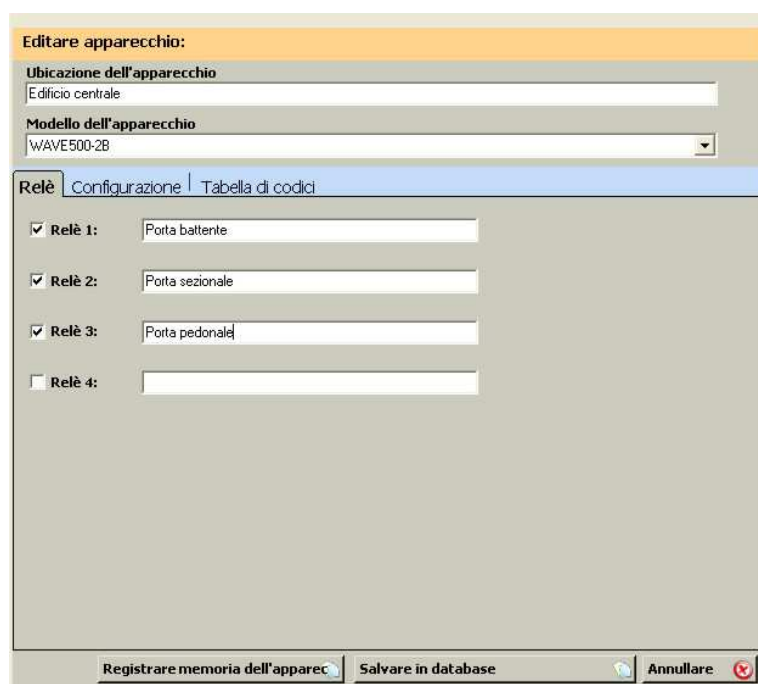 Editare apparecchio:
Ubicazione dell'apparecchio
Edificio centrale
Modello dell'apparecchio
WAVE500-2B
Relè Configurazione Tabella di codici
Relè 1: Porta battente
Relè 2: Porta sezionale
Relè 3: Porta pedonale
Relè 4:
Registrare memoria dell'apparec Salvare in database Annullare